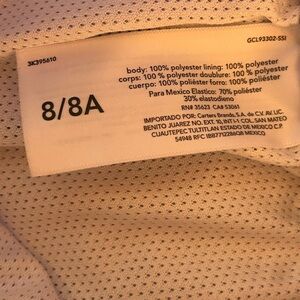 3K395610
GCL93302-SSI
8/8A
body: 100% polyester lining: 100% polyester
corps: 100 % polyester doublure: 100 % polyester
cuerpo: 100% poliéster forro: 100% poliéster
Para Mexico Elastico: 70% poliéster
30% elastodieno
RN# 35623 CA# 53061
IMPORTADO POR: Carters Brands, S.A. de C.V. AV. LIC.
BENITO JUAREZ NO. EXT. 10, INT I-1 COL. SAN MATEO
CUAUTEPEC TULTITLAN ESTADO DE MEXICO C.P.
54948 RFC